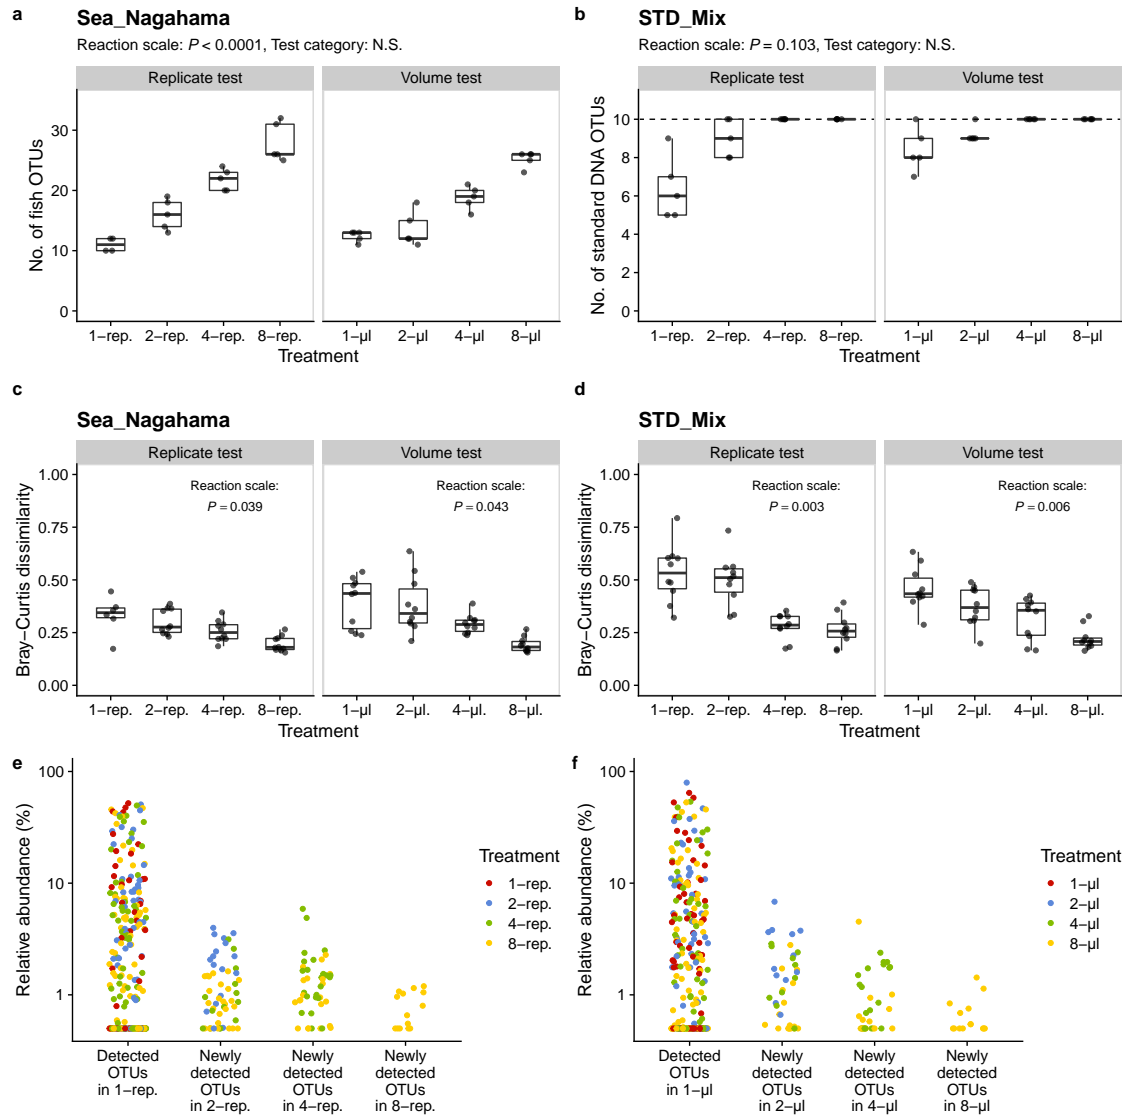 a
Sea_Nagahama
Reaction scale: P < 0.0001, Test category: N.S.
Replicate test
Volume test
No. of fish OTUs
30
20
10
0
1−rep.
2−rep.
4−rep.
8−rep.
1−µl
2−µl
4−µl
8−µl
Treatment
b
STD_Mix
Reaction scale: P = 0.103, Test category: N.S.
Replicate test
Volume test
No. of standard DNA OTUs
10
8
6
4
2
0
1−rep.
2−rep.
4−rep.
8−rep.
1−µl
2−µl
4−µl
8−µl
Treatment
c
Sea_Nagahama
Replicate test
Volume test
Bray−Curtis dissimilarity
1.00
0.75
0.50
0.25
0.00
Reaction scale:
P = 0.039
Reaction scale:
P = 0.043
1−rep.
2−rep.
4−rep.
8−rep.
1−µl
2−µl.
4−µl.
8−µl.
Treatment
d
STD_Mix
Replicate test
Volume test
Bray−Curtis dissimilarity
1.00
0.75
0.50
0.25
0.00
Reaction scale:
P = 0.003
Reaction scale:
P = 0.006
1−rep.
2−rep.
4−rep.
8−rep.
1−µl
2−µl.
4−µl.
8−µl.
Treatment
e
Relative abundance (%)
100
10
1
Detected
OTUs
in 1−rep.
Newly
detected
OTUs
in 2−rep.
Newly
detected
OTUs
in 4−rep.
Newly
detected
OTUs
in 8−rep.
Treatment
1−rep.
2−rep.
4−rep.
8−rep.
f
Relative abundance (%)
100
10
1
Detected
OTUs
in 1−µl
Newly
detected
OTUs
in 2−µl
Newly
detected
OTUs
in 4−µl
Newly
detected
OTUs
in 8−µl
Treatment
1−µl
2−µl
4−µl
8−µl